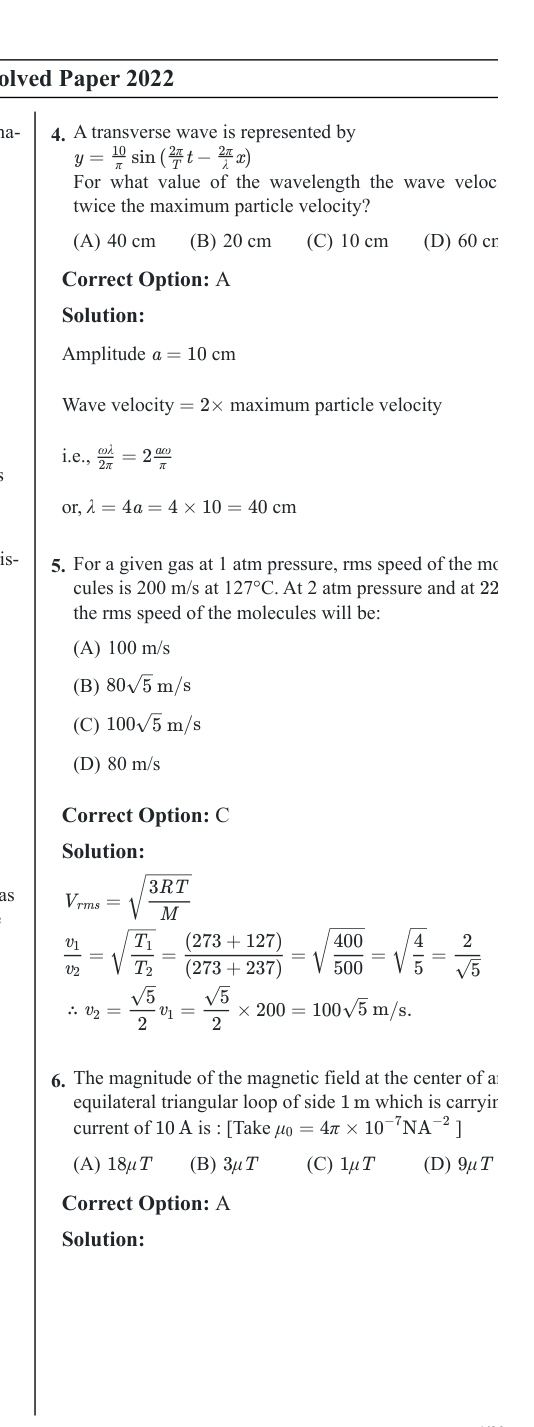 olved Paper 2022
na-
s
is-
as
4. A transverse wave is represented by
y = 10/π sin (2π/T t − 2π/λ x)
For what value of the wavelength the wave veloc
twice the maximum particle velocity?
(A) 40 cm (B) 20 cm (C) 10 cm (D) 60 cm
Correct Option: A
Solution:
Amplitude a = 10 cm
Wave velocity = 2× maximum particle velocity
i.e., ωλ/2π = 2 aω/π
or, λ = 4a = 4 × 10 = 40 cm
5. For a given gas at 1 atm pressure, rms speed of the mo
cules is 200 m/s at 127°C. At 2 atm pressure and at 22
the rms speed of the molecules will be:
(A) 100 m/s
(B) 80√5 m/s
(C) 100√5 m/s
(D) 80 m/s
Correct Option: C
Solution:
V_rms = √(3RT/M)
v₁/v₂ = √(T₁/T₂) = (273 + 127)/(273 + 237) = √(400/500) = √(4/5) = 2/√5
∴ v₂ = √5/2 v₁ = √5/2 × 200 = 100√5 m/s.
6. The magnitude of the magnetic field at the center of a
equilateral triangular loop of side 1 m which is carryin
current of 10 A is : [Take μ₀ = 4π × 10⁻⁷NA⁻² ]
(A) 18μT (B) 3μT (C) 1μT (D) 9μT
Correct Option: A
Solution: